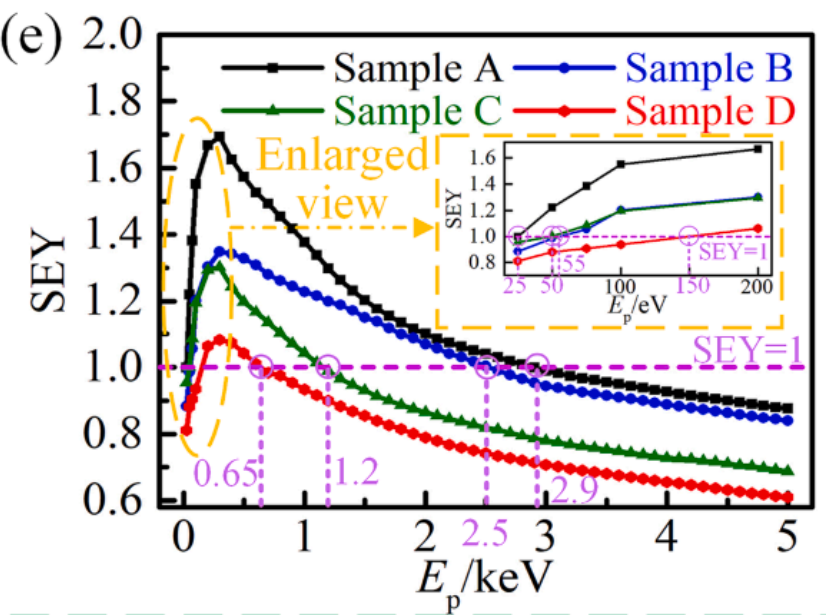 (e)
2.0
1.8
1.6
1.4
1.2
1.0
0.8
0.6
SEY
Sample A
Sample B
Sample C
Sample D
Enlarged
view
1.6
1.4
1.2
1.0
0.8
SEY
SEY=1
25
50
55
100
150
200
Ep/eV
SEY=1
0.65
1.2
2.5
2.9
0
1
2
3
4
5
Ep/keV